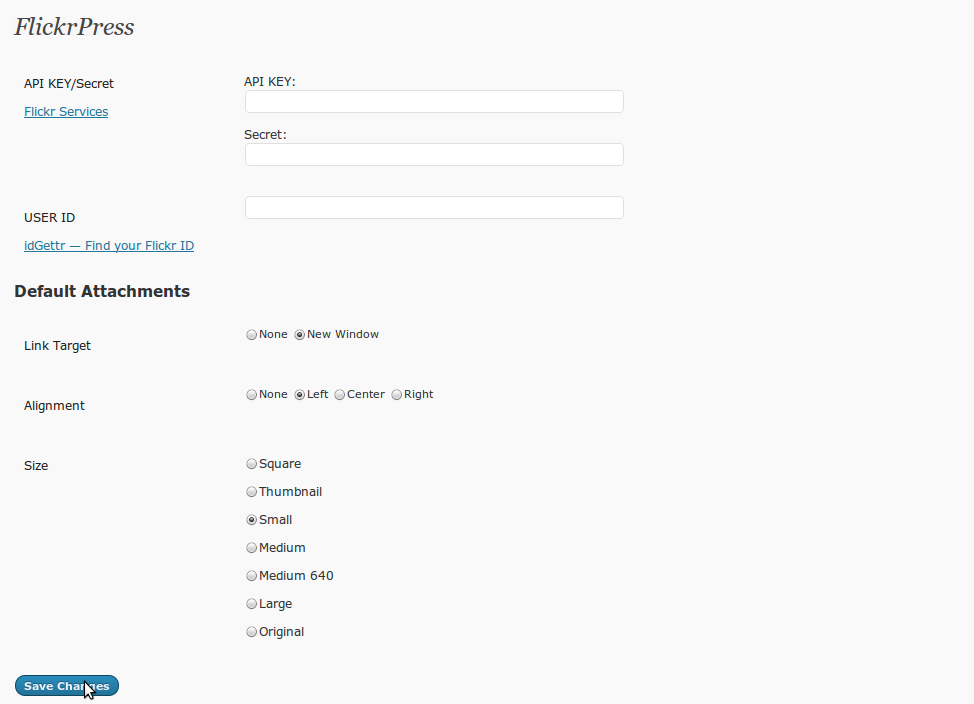 FlickrPress
API KEY/Secret
API KEY:
Flickr Services
Secret:
USER ID
idGettr — Find your Flickr ID
Default Attachments
Link Target
None New Window
Alignment
None Left Center Right
Size
Square
Thumbnail
Small
Medium
Medium 640
Large
Original
Save Changes